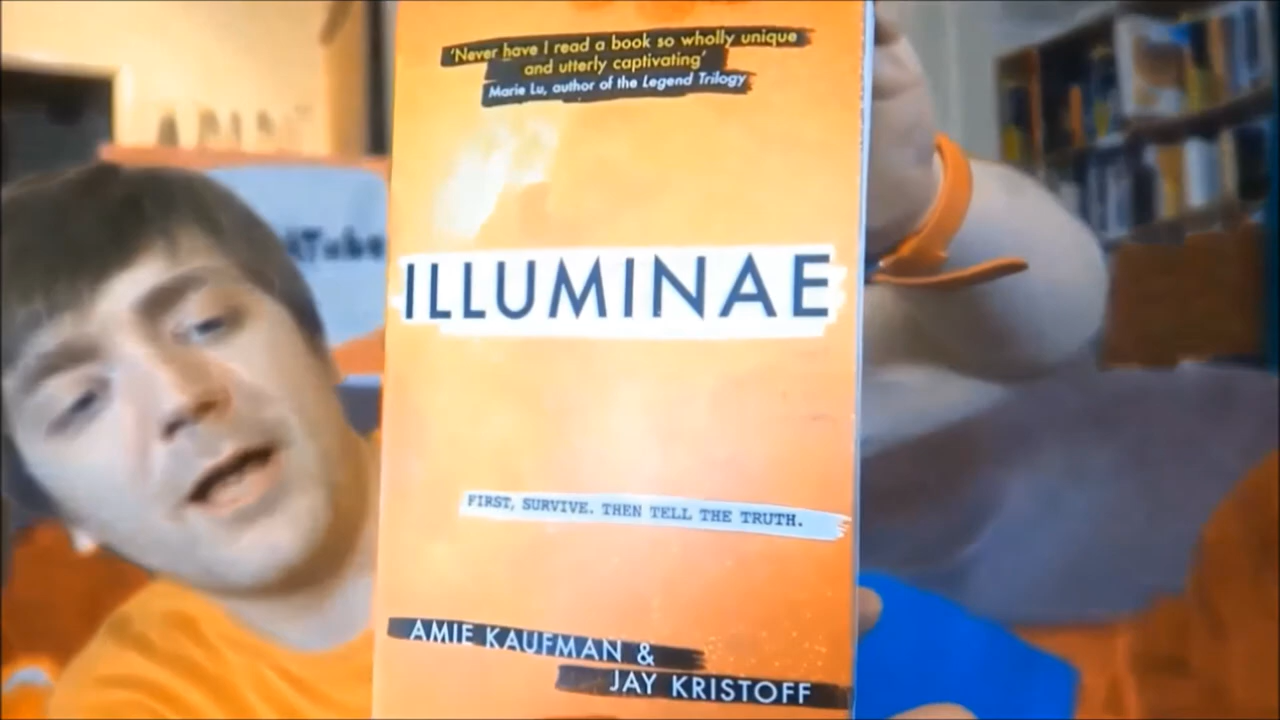 'Never have I read a book so wholly unique
and utterly captivating'
Marie Lu, author of the Legend Trilogy
ILLUMINAE
FIRST, SURVIVE. THEN TELL THE TRUTH.
AMIE KAUFMAN &
JAY KRISTOFF